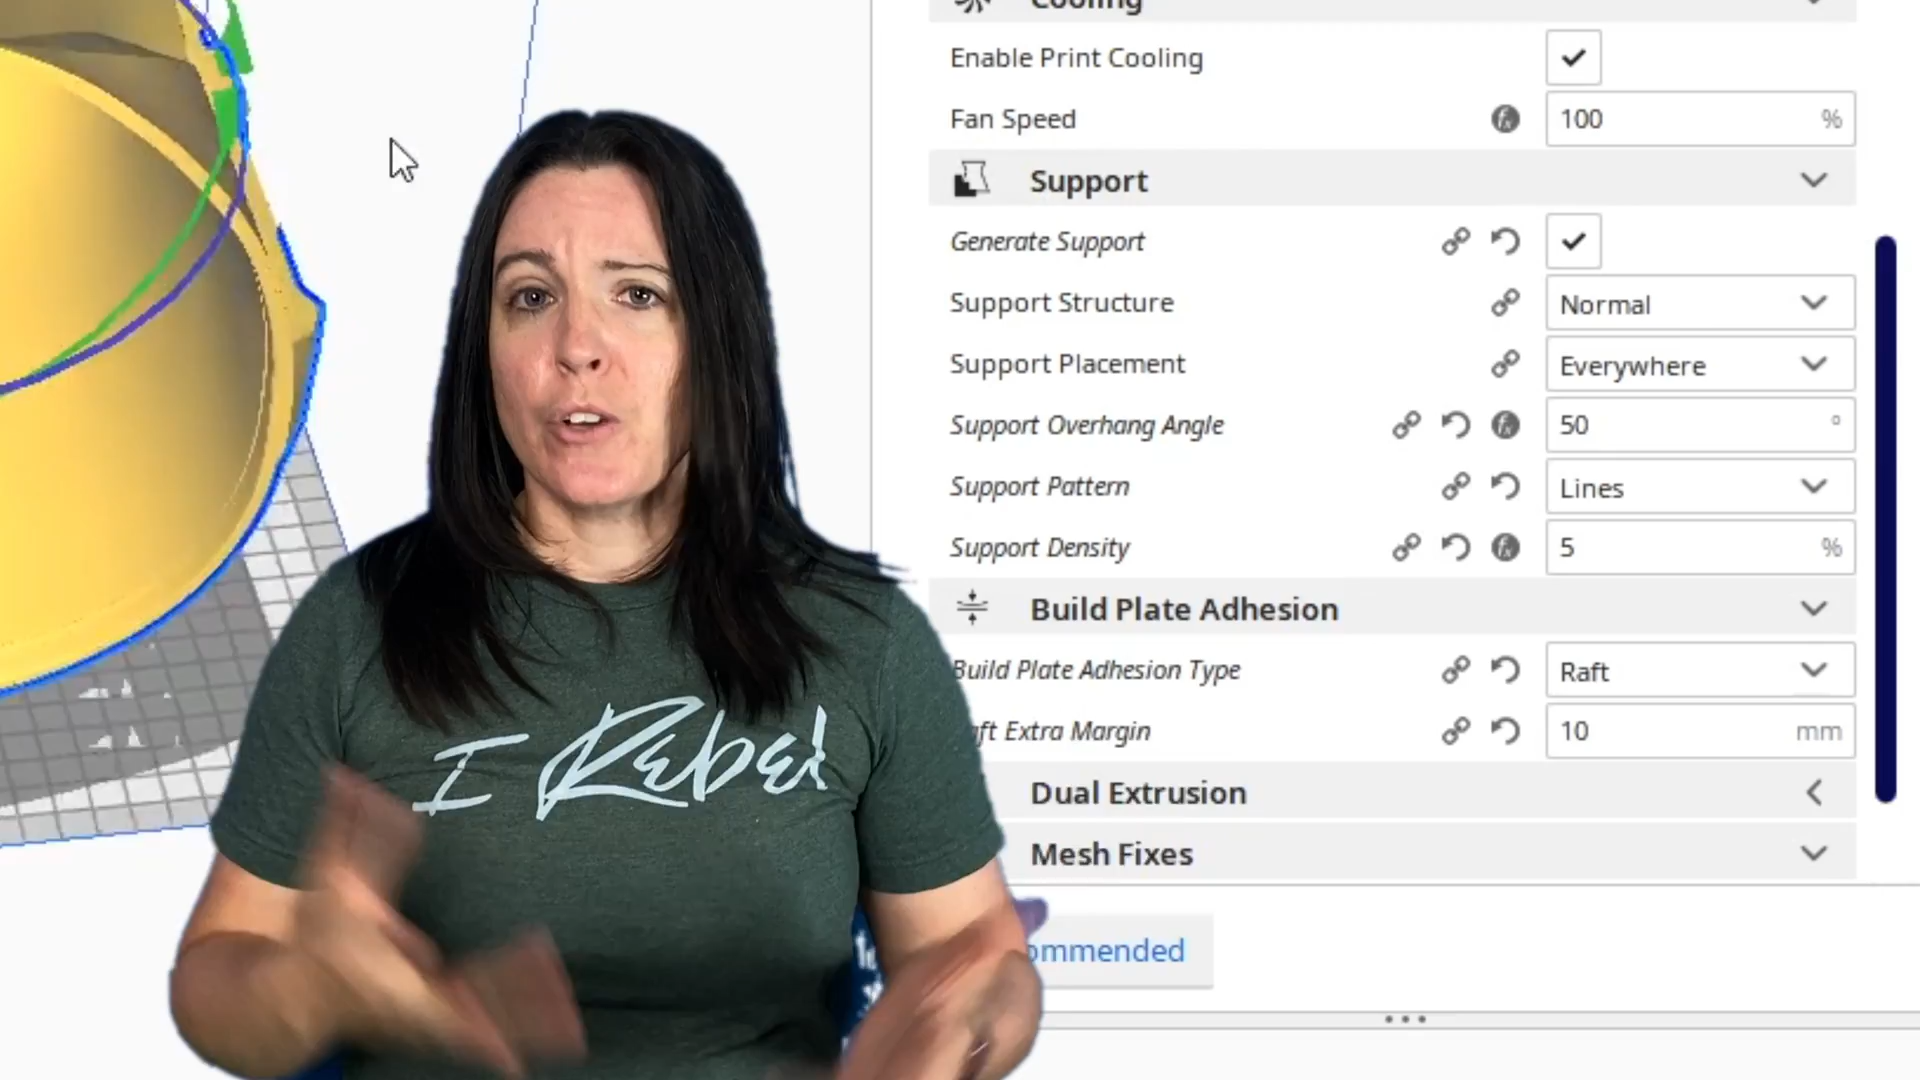 Cooling
Enable Print Cooling
Fan Speed 100 %
Support
Generate Support
Support Structure Normal
Support Placement Everywhere
Support Overhang Angle 50 °
Support Pattern Lines
Support Density 5 %
Build Plate Adhesion
Build Plate Adhesion Type Raft
ft Extra Margin 10 mm
Dual Extrusion
Mesh Fixes
ommended
I Rebel